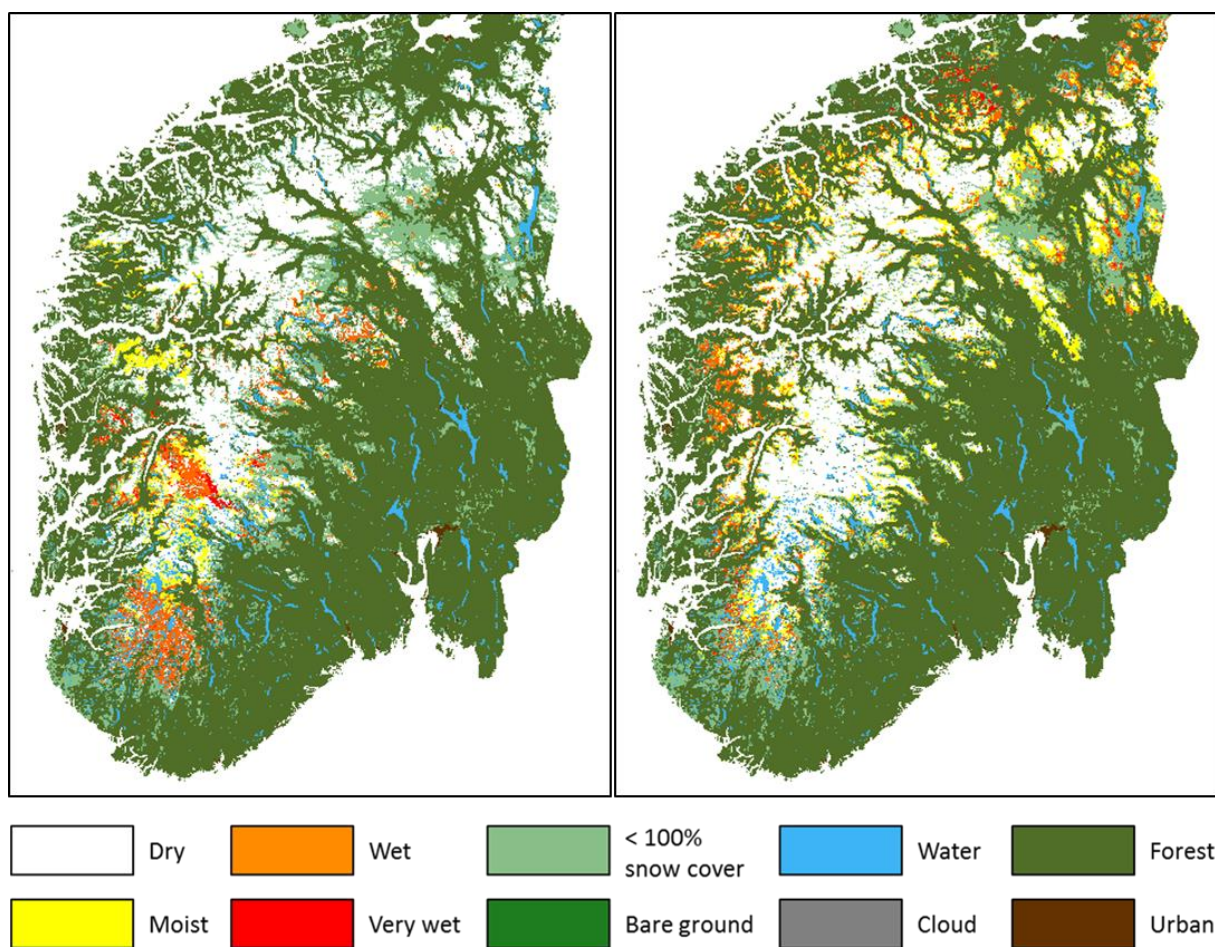 Dry
Wet
< 100%
snow cover
Water
Forest
Moist
Very wet
Bare ground
Cloud
Urban